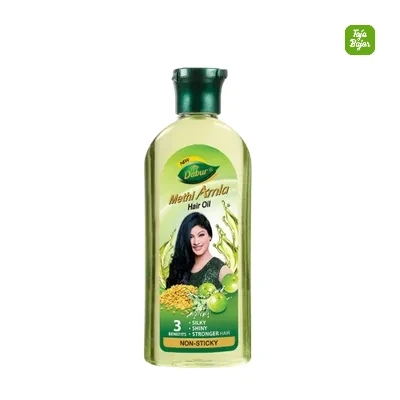 Taja
Bajar
NEW
Dabur
Methi Amla
Hair Oil
3
BENEFITS
• SILKY
• SHINY
• STRONGER HAIR
NON-STICKY